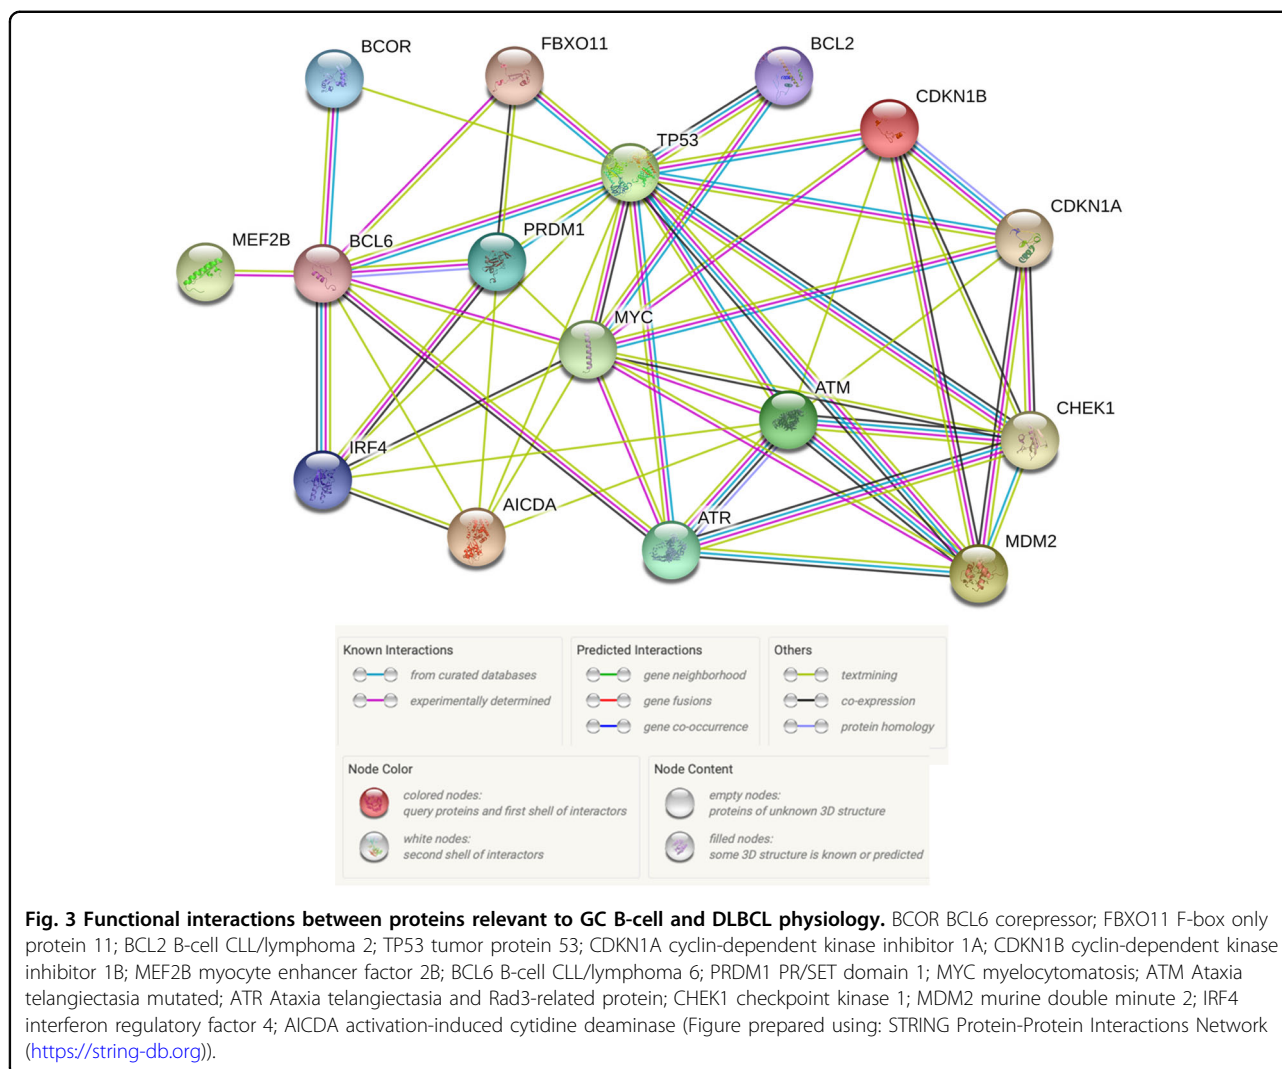 BCOR
FBXO11
BCL2
CDKN1B
TP53
CDKN1A
MEF2B
BCL6
PRDM1
MYC
ATM
CHEK1
IRF4
AICDA
ATR
MDM2
Known Interactions
from curated databases
experimentally determined
Predicted Interactions
gene neighborhood
gene fusions
gene co-occurrence
Others
textmining
co-expression
protein homology
Node Color
colored nodes:
query proteins and first shell of interactors
white nodes:
second shell of interactors
Node Content
empty nodes:
proteins of unknown 3D structure
filled nodes:
some 3D structure is known or predicted
Fig. 3 Functional interactions between proteins relevant to GC B-cell and DLBCL physiology. BCOR BCL6 corepressor; FBXO11 F-box only
protein 11; BCL2 B-cell CLL/lymphoma 2; TP53 tumor protein 53; CDKN1A cyclin-dependent kinase inhibitor 1A; CDKN1B cyclin-dependent kinase
inhibitor 1B; MEF2B myocyte enhancer factor 2B; BCL6 B-cell CLL/lymphoma 6; PRDM1 PR/SET domain 1; MYC myelocytomatosis; ATM Ataxia
telangiectasia mutated; ATR Ataxia telangiectasia and Rad3-related protein; CHEK1 checkpoint kinase 1; MDM2 murine double minute 2; IRF4
interferon regulatory factor 4; AICDA activation-induced cytidine deaminase (Figure prepared using: STRING Protein-Protein Interactions Network
(https://string-db.org)).